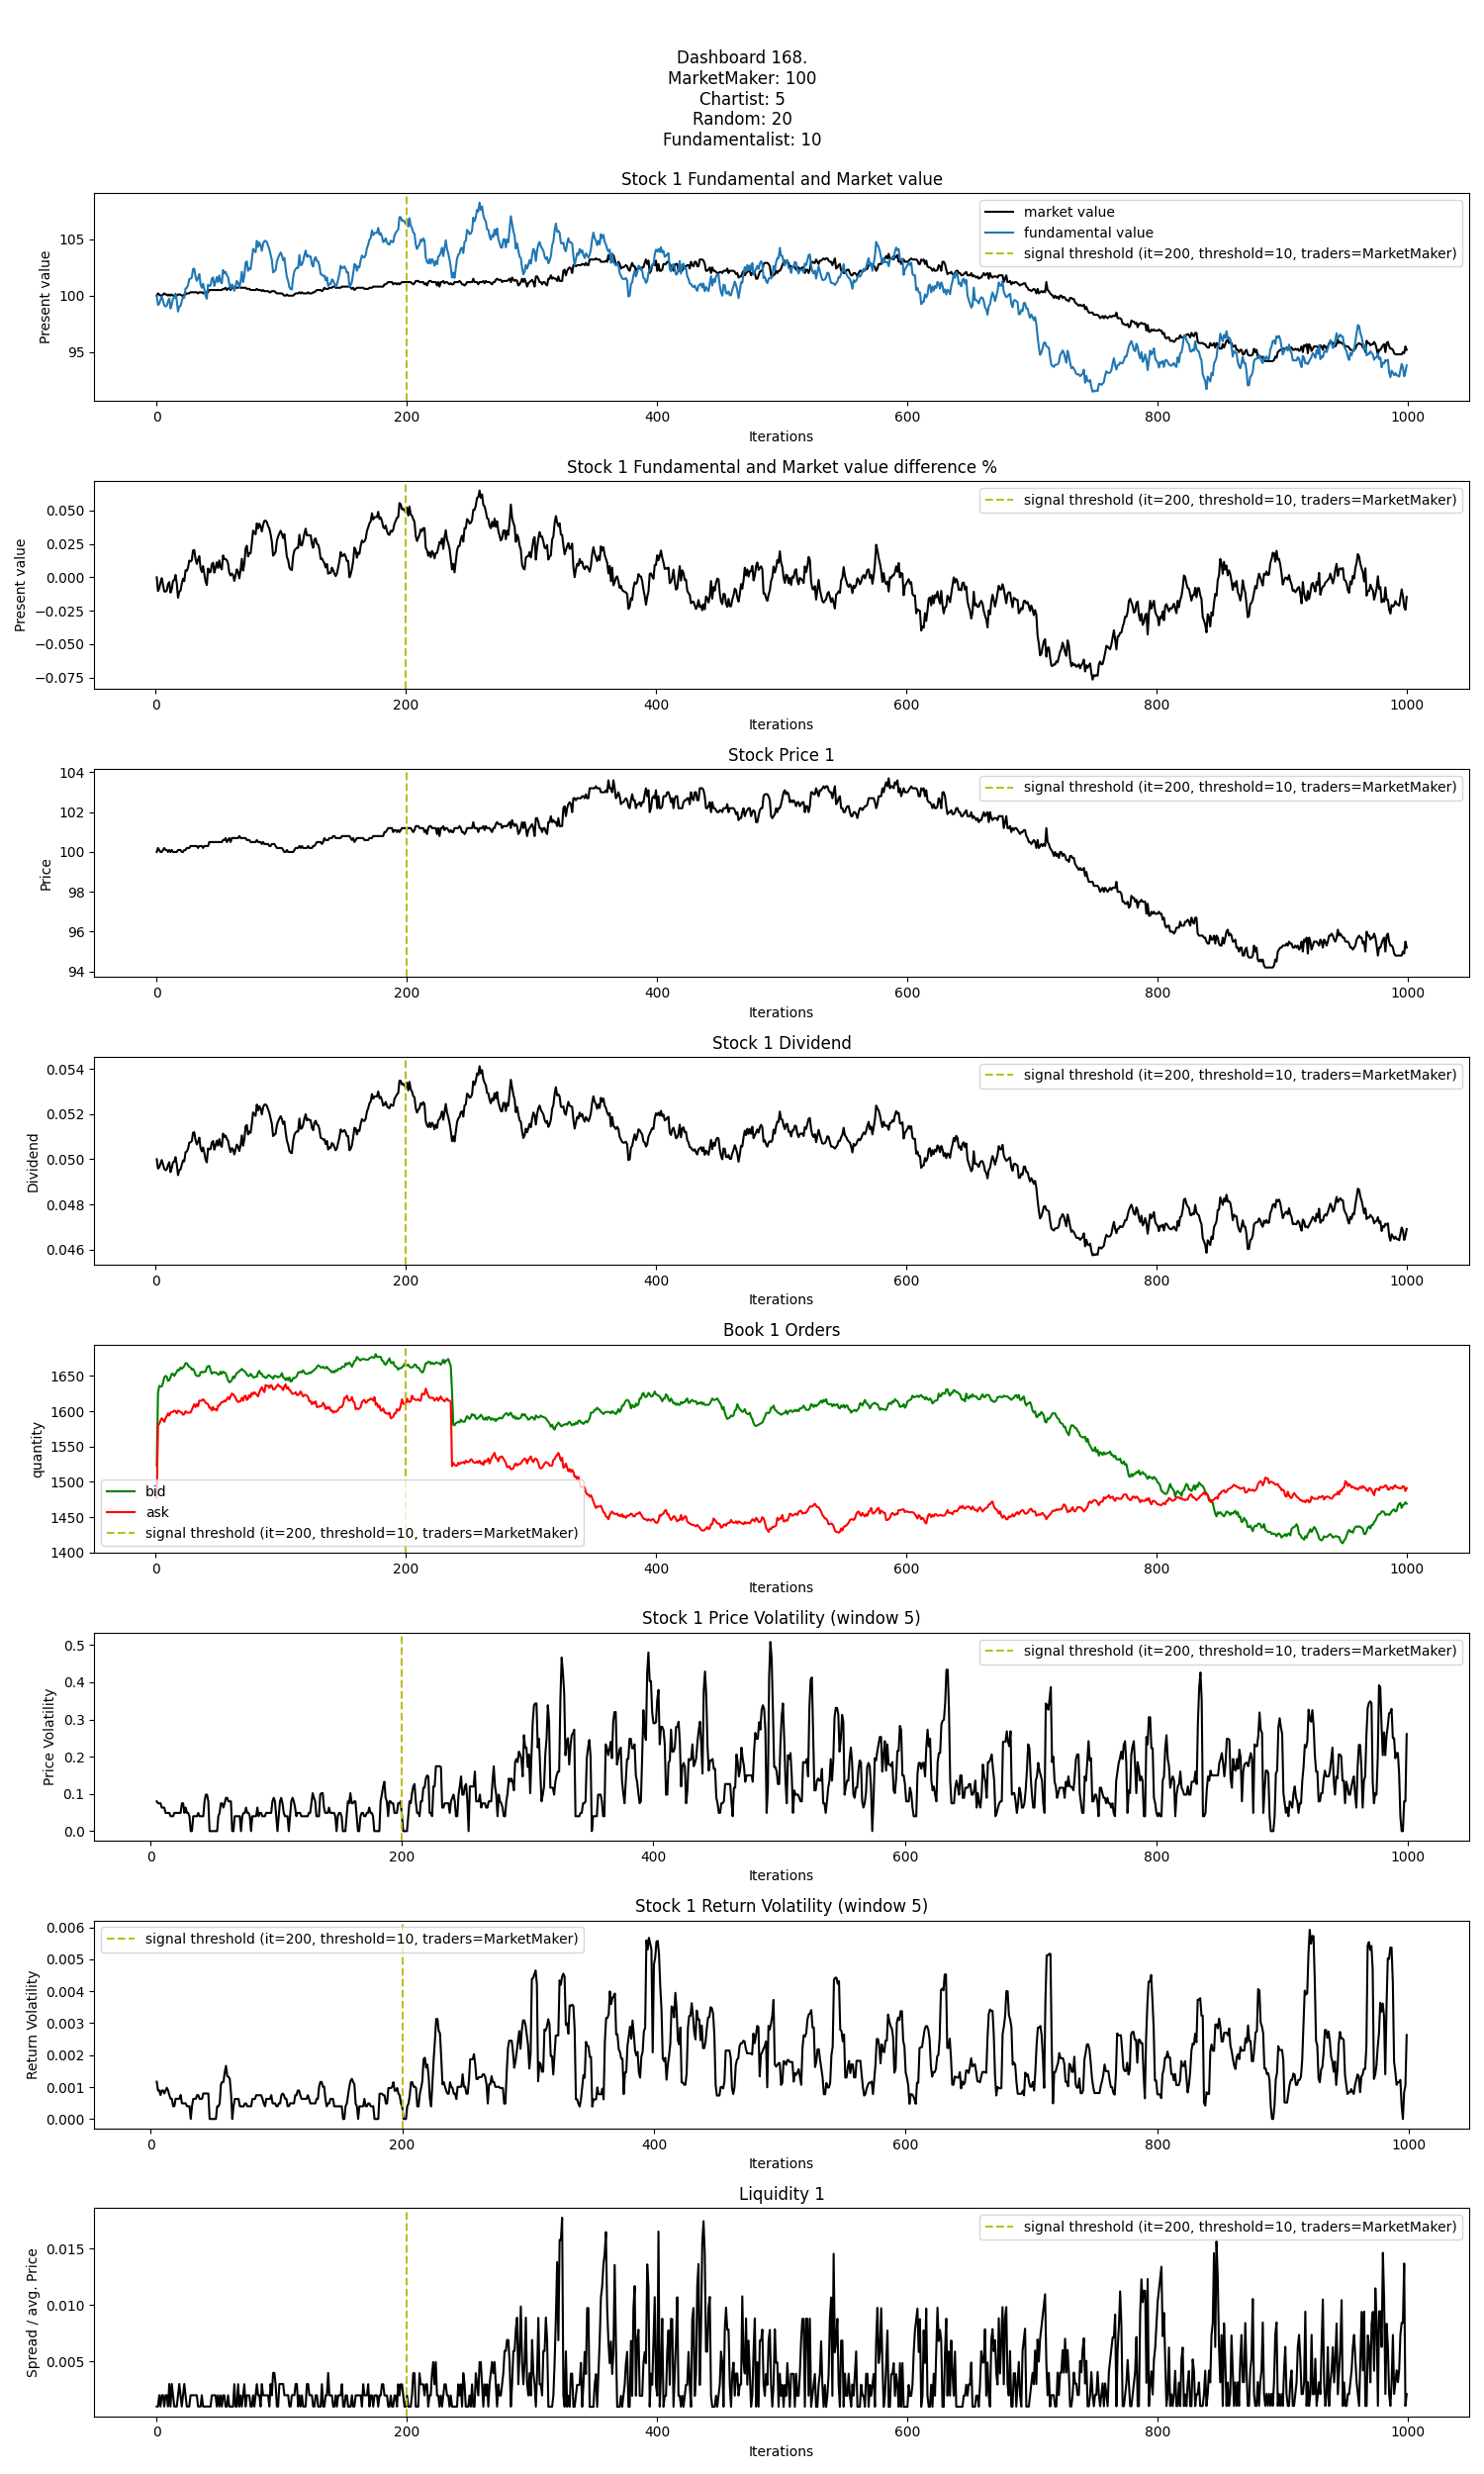 Dashboard 168.
MarketMaker: 100
Chartist: 5
Random: 20
Fundamentalist: 10
Stock 1 Fundamental and Market value
Present value
105
100
95
market value
fundamental value
signal threshold (it=200, threshold=10, traders=MarketMaker)
0 200 400 600 800 1000
Iterations
Stock 1 Fundamental and Market value difference %
Present value
0.050
0.025
0.000
−0.025
−0.050
−0.075
signal threshold (it=200, threshold=10, traders=MarketMaker)
0 200 400 600 800 1000
Iterations
Stock Price 1
Price
104
102
100
98
96
94
signal threshold (it=200, threshold=10, traders=MarketMaker)
0 200 400 600 800 1000
Iterations
Stock 1 Dividend
Dividend
0.054
0.052
0.050
0.048
0.046
signal threshold (it=200, threshold=10, traders=MarketMaker)
0 200 400 600 800 1000
Iterations
Book 1 Orders
quantity
1650
1600
1550
1500
1450
1400
bid
ask
signal threshold (it=200, threshold=10, traders=MarketMaker)
0 200 400 600 800 1000
Iterations
Stock 1 Price Volatility (window 5)
Price Volatility
0.5
0.4
0.3
0.2
0.1
0.0
signal threshold (it=200, threshold=10, traders=MarketMaker)
0 200 400 600 800 1000
Iterations
Stock 1 Return Volatility (window 5)
Return Volatility
0.006
0.005
0.004
0.003
0.002
0.001
0.000
signal threshold (it=200, threshold=10, traders=MarketMaker)
0 200 400 600 800 1000
Iterations
Liquidity 1
Spread / avg. Price
0.015
0.010
0.005
signal threshold (it=200, threshold=10, traders=MarketMaker)
0 200 400 600 800 1000
Iterations